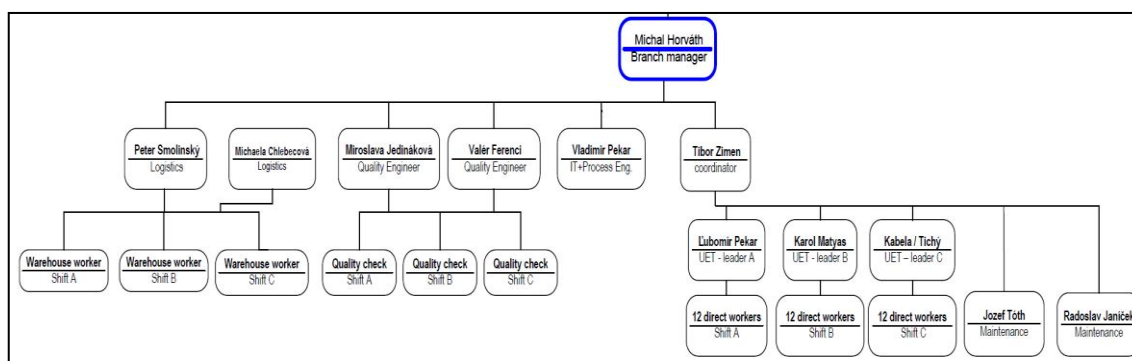 Michal Horváth
Branch manager
Peter Smolinský
Logistics
Michaela Chlebecová
Logistics
Miroslava Jedináková
Quality Engineer
Valér Ferenci
Quality Engineer
Vladimír Pekar
IT+Process Eng.
Tibor Zimen
coordinator
Ľubomír Pekar
UET - leader A
Karol Matyas
UET - leader B
Kabela / Tichý
UET – leader C
Warehouse worker
Shift A
Warehouse worker
Shift B
Warehouse worker
Shift C
Quality check
Shift A
Quality check
Shift B
Quality check
Shift C
12 direct workers
Shift A
12 direct workers
Shift B
12 direct workers
Shift C
Jozef Tóth
Maintenance
Radoslav Janíček
Maintenance